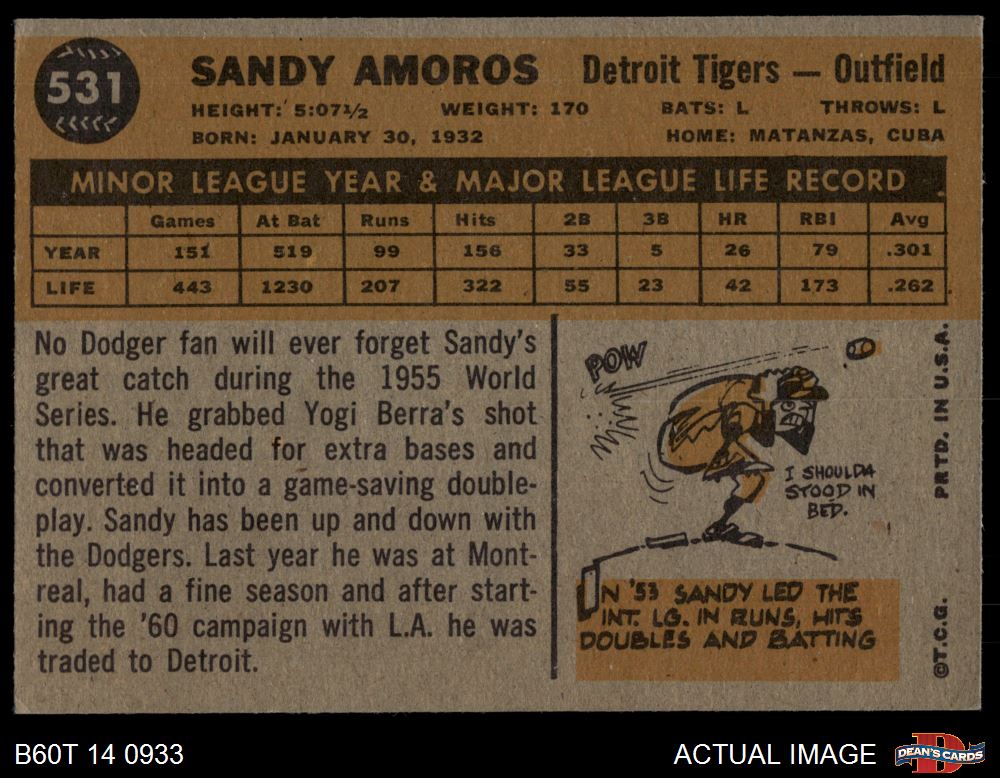 531
SANDY AMOROS Detroit Tigers — Outfield
HEIGHT: 5:07½ WEIGHT: 170 BATS: L THROWS: L
BORN: JANUARY 30, 1932 HOME: MATANZAS, CUBA
MINOR LEAGUE YEAR & MAJOR LEAGUE LIFE RECORD
Games At Bat Runs Hits 2B 3B HR RBI Avg
YEAR 151 519 99 156 33 5 26 79 .301
LIFE 443 1230 207 322 55 23 42 173 .262
No Dodger fan will ever forget Sandy's
great catch during the 1955 World
Series. He grabbed Yogi Berra's shot
that was headed for extra bases and
converted it into a game-saving double-
play. Sandy has been up and down with
the Dodgers. Last year he was at Mont-
real, had a fine season and after start-
ing the '60 campaign with L.A. he was
traded to Detroit.
POW
I SHOULDA
STOOD IN
BED.
IN '53 SANDY LED THE
INT. LG. IN RUNS, HITS
DOUBLES AND BATTING
©T.C.G. PRTD. IN U.S.A.
B60T 14 0933 ACTUAL IMAGE DEAN'S CARDS